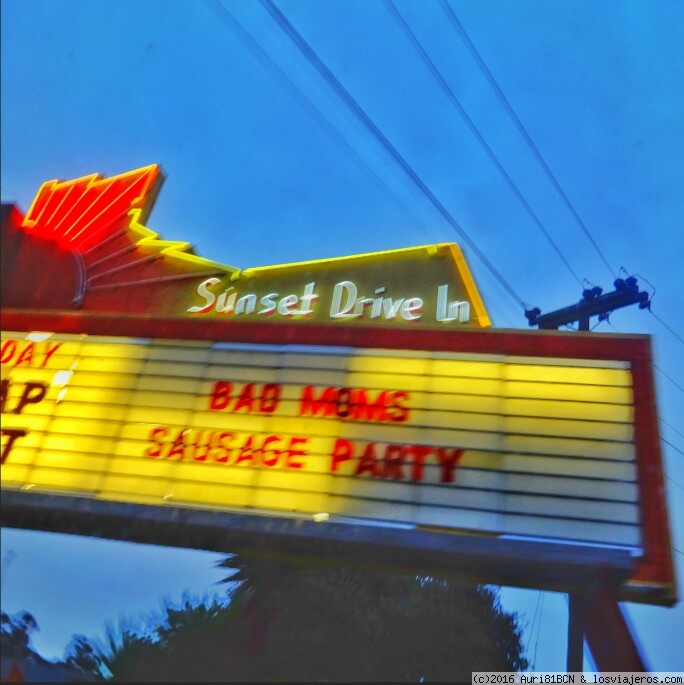 Sunset Drive In
DAY
AP
T
BAD MOMS
SAUSAGE PARTY
(c)2016 Auri81BCN & losviajeros.com